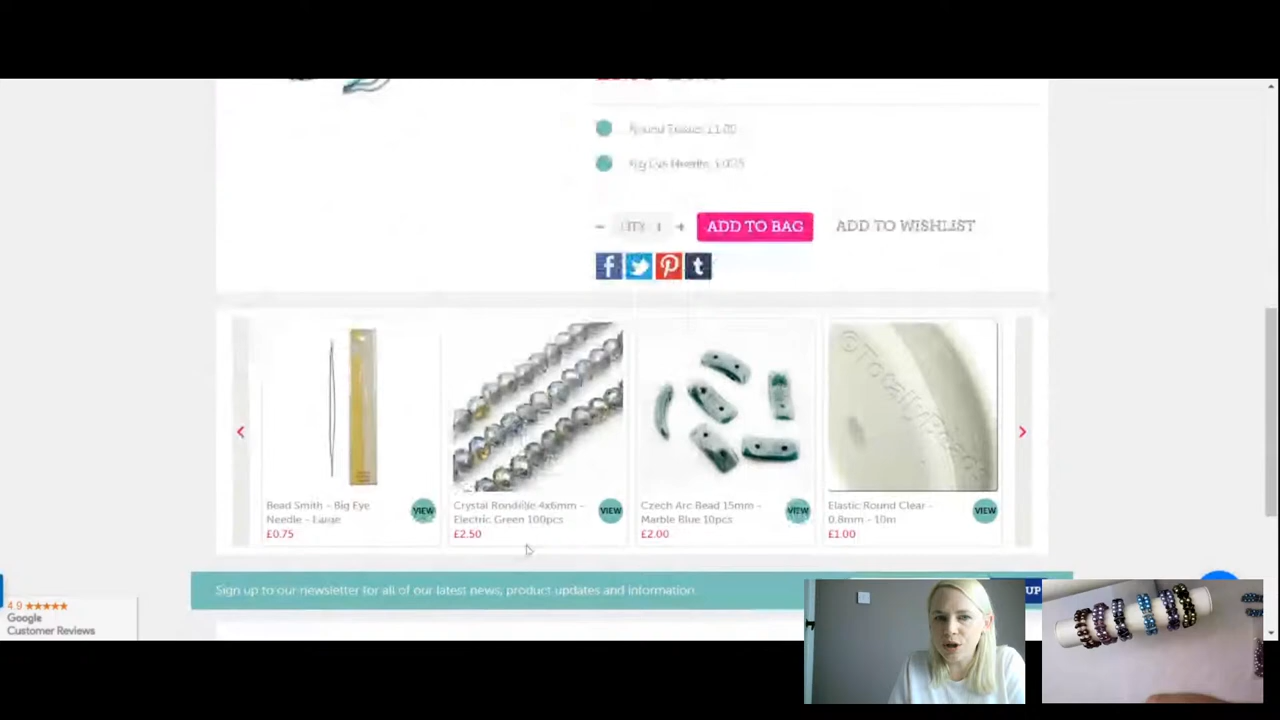 ADD TO BAG
ADD TO WISHLIST
f
t
©TotallyBeads
Bead Smith - Big Eye
Needle - Large
VIEW
£0.75
Crystal Rondelle 4x6mm -
Electric Green 100pcs
VIEW
£2.50
Czech Arc Bead 15mm -
Marble Blue 10pcs
VIEW
£2.00
Elastic Round Clear -
0.8mm - 10m
VIEW
£1.00
Sign up to our newsletter for all of our latest news, product updates and information.
UP
4.9
Google
Customer Reviews